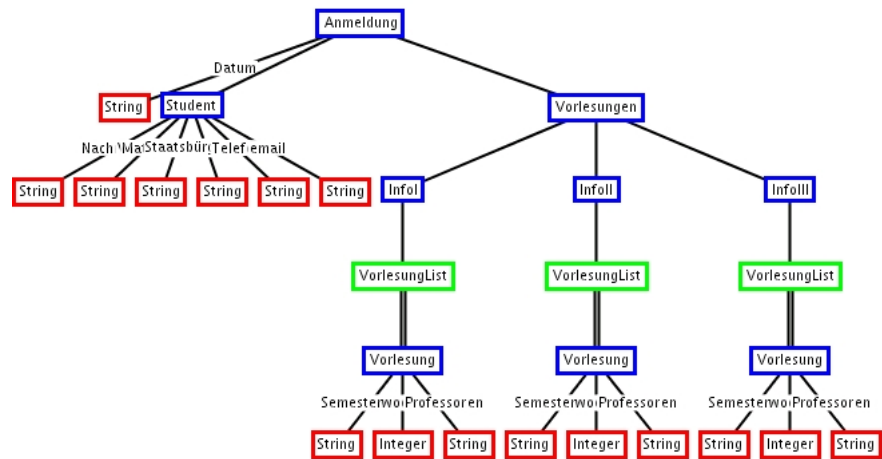 Anmeldung
Datum
String
Student
Vorlesungen
Staatsbürg
Telef
email
String
String
String
String
String
String
InfoI
InfoII
InfoIII
VorlesungList
VorlesungList
VorlesungList
Vorlesung
Vorlesung
Vorlesung
Professoren
Professoren
Professoren
String
Integer
String
String
Integer
String
String
Integer
String